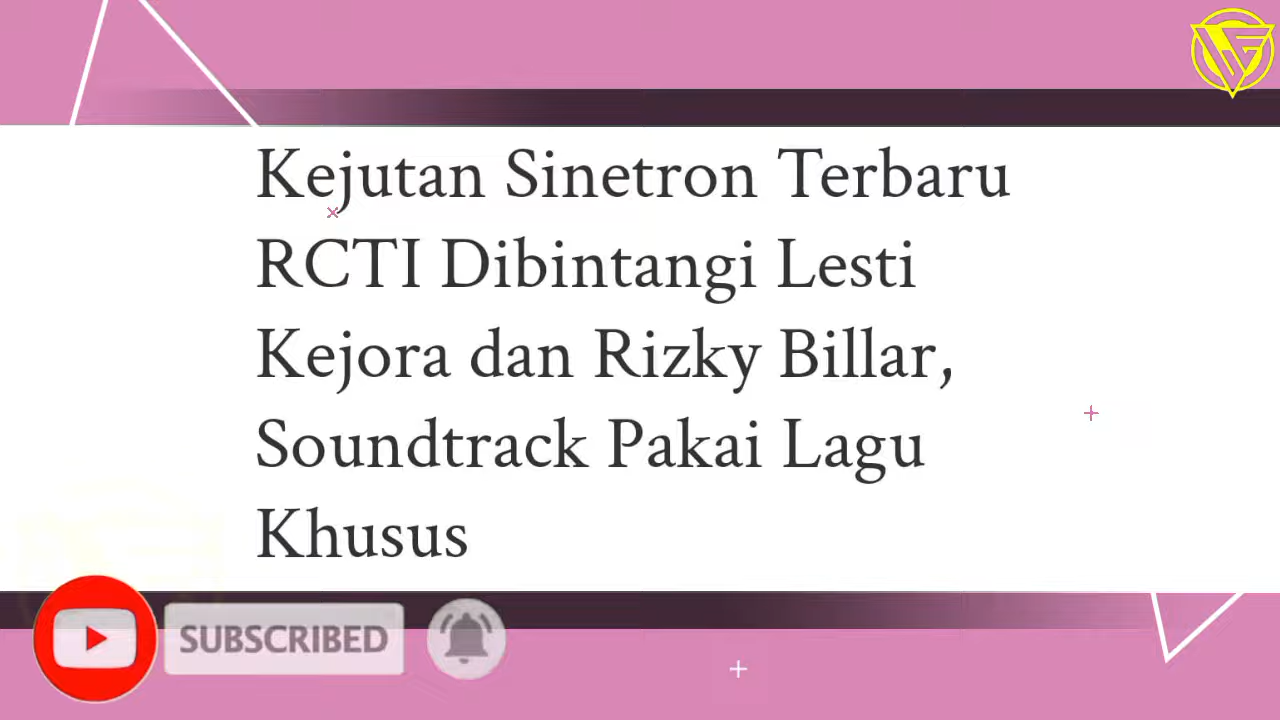 Kejutan Sinetron Terbaru
RCTI Dibintangi Lesti
Kejora dan Rizky Billar,
Soundtrack Pakai Lagu
Khusus
SUBSCRIBED